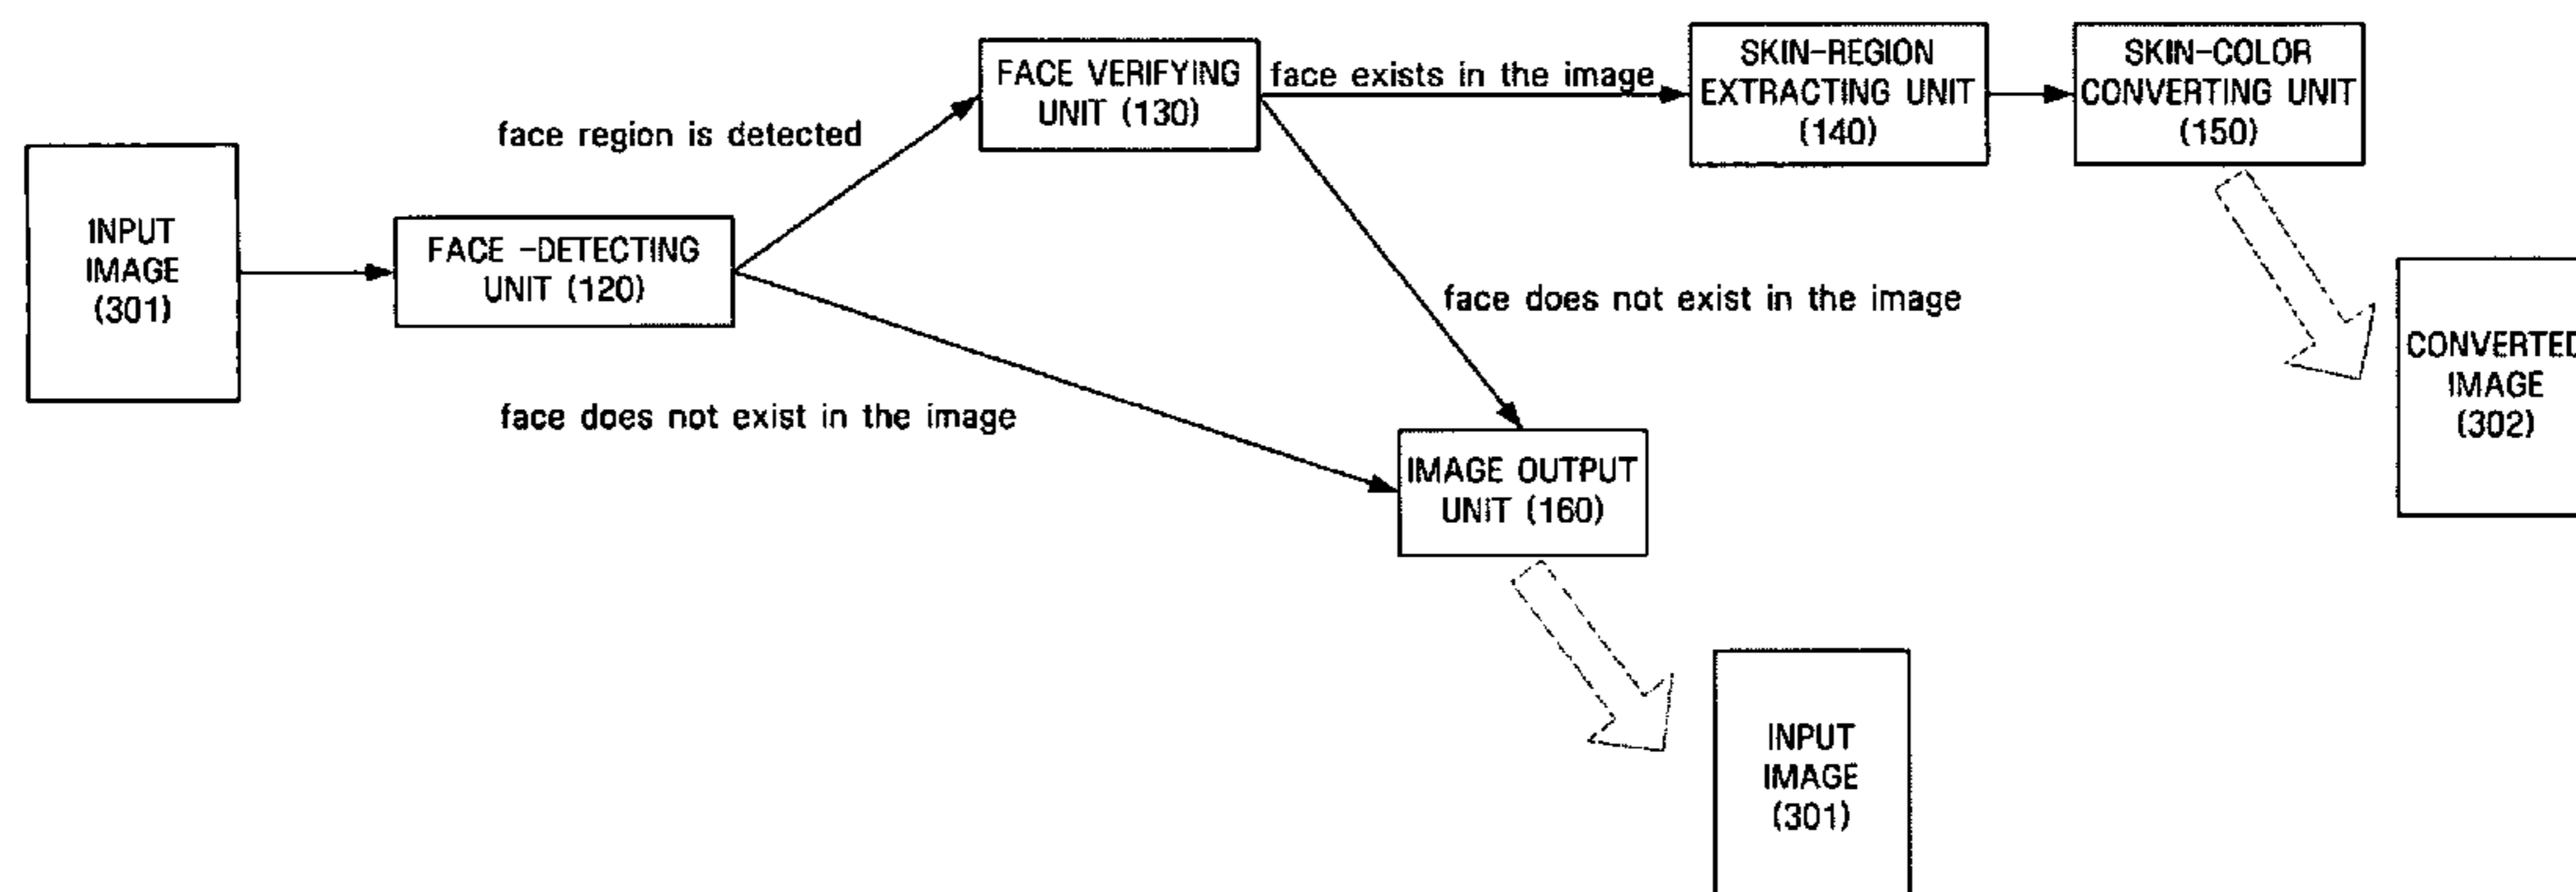 FACE VERIFYING
UNIT (130)
face exists in the image
SKIN-REGION
EXTRACTING UNIT
(140)
SKIN-COLOR
CONVERTING UNIT
(150)
face region is detected
INPUT
IMAGE
(301)
FACE -DETECTING
UNIT (120)
face does not exist in the image
CONVERTED
IMAGE
(302)
face does not exist in the image
IMAGE OUTPUT
UNIT (160)
INPUT
IMAGE
(301)